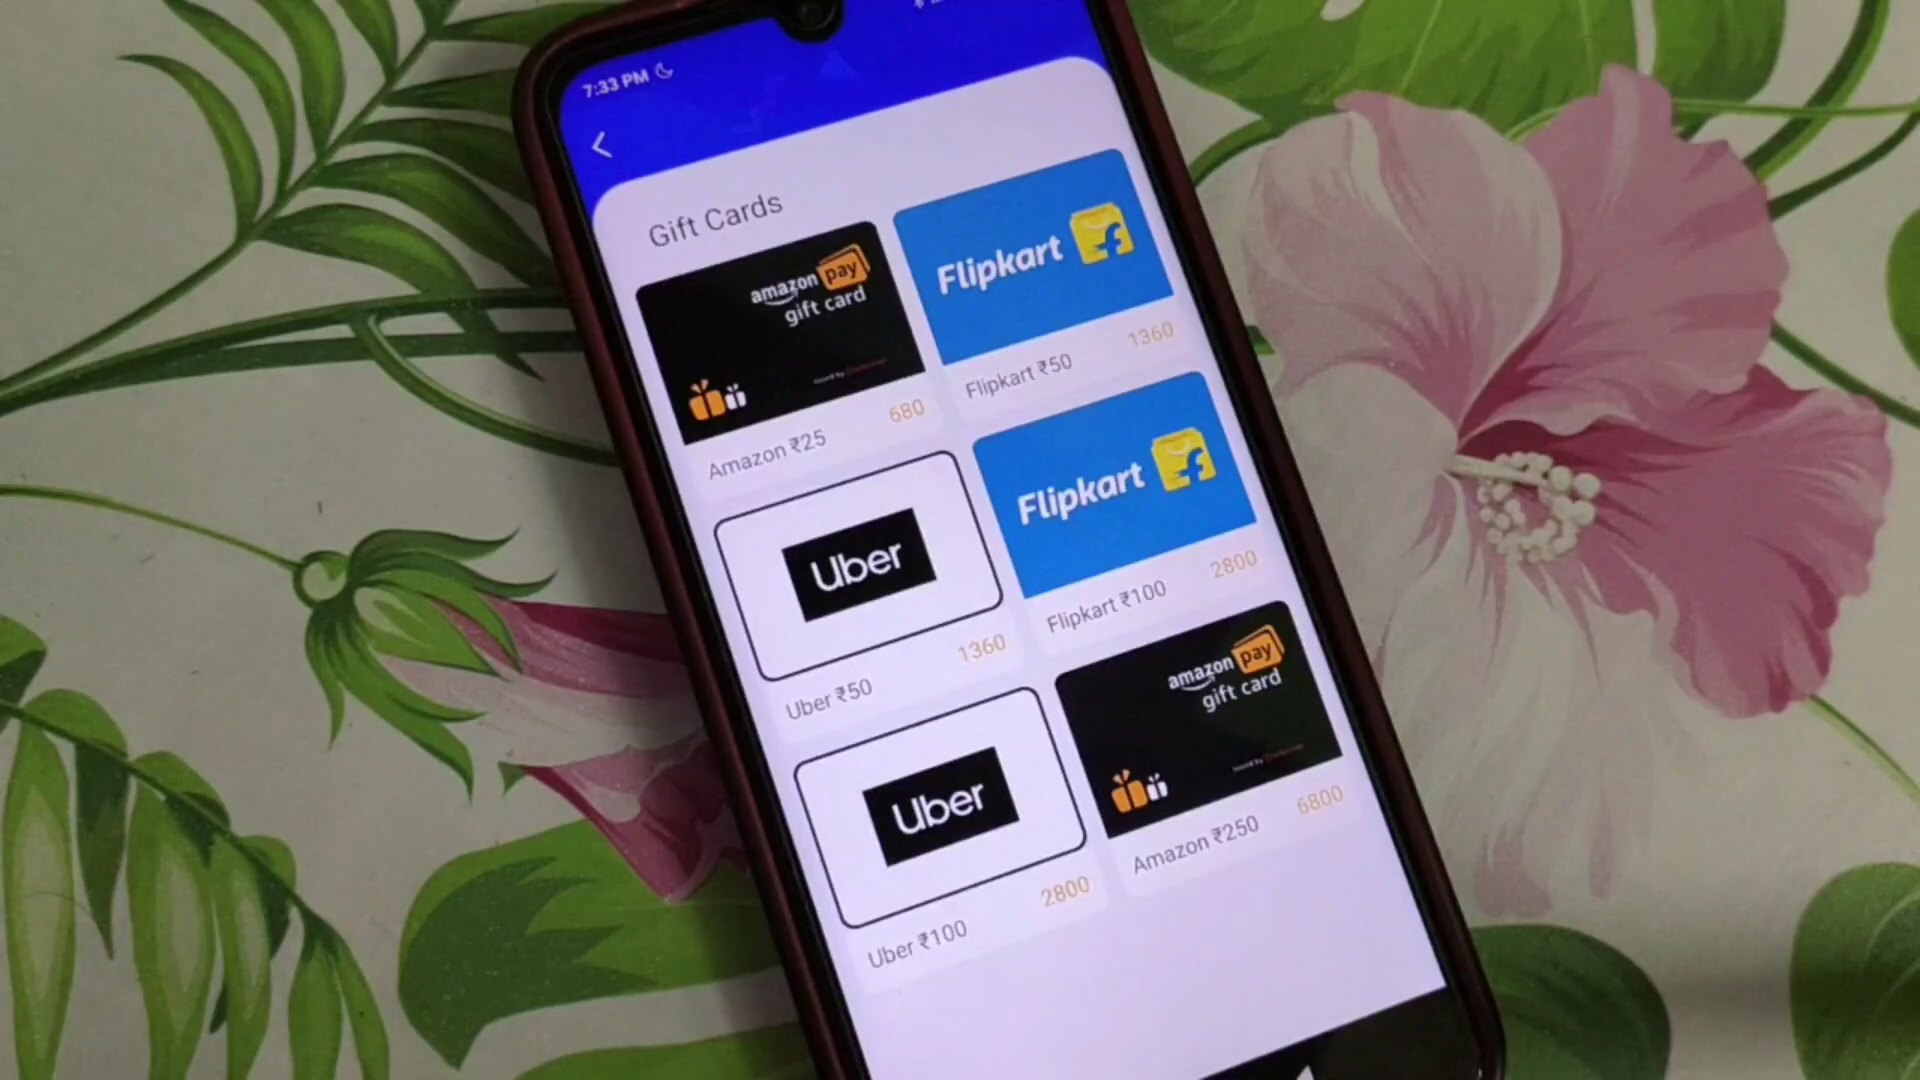 7:33 PM
Gift Cards
amazon pay
gift card
Amazon ₹25
680
Flipkart
Flipkart ₹50
1360
Uber
Uber ₹50
1360
Flipkart
Flipkart ₹100
2800
Uber
Uber ₹100
2800
amazon pay
gift card
Amazon ₹250
6800